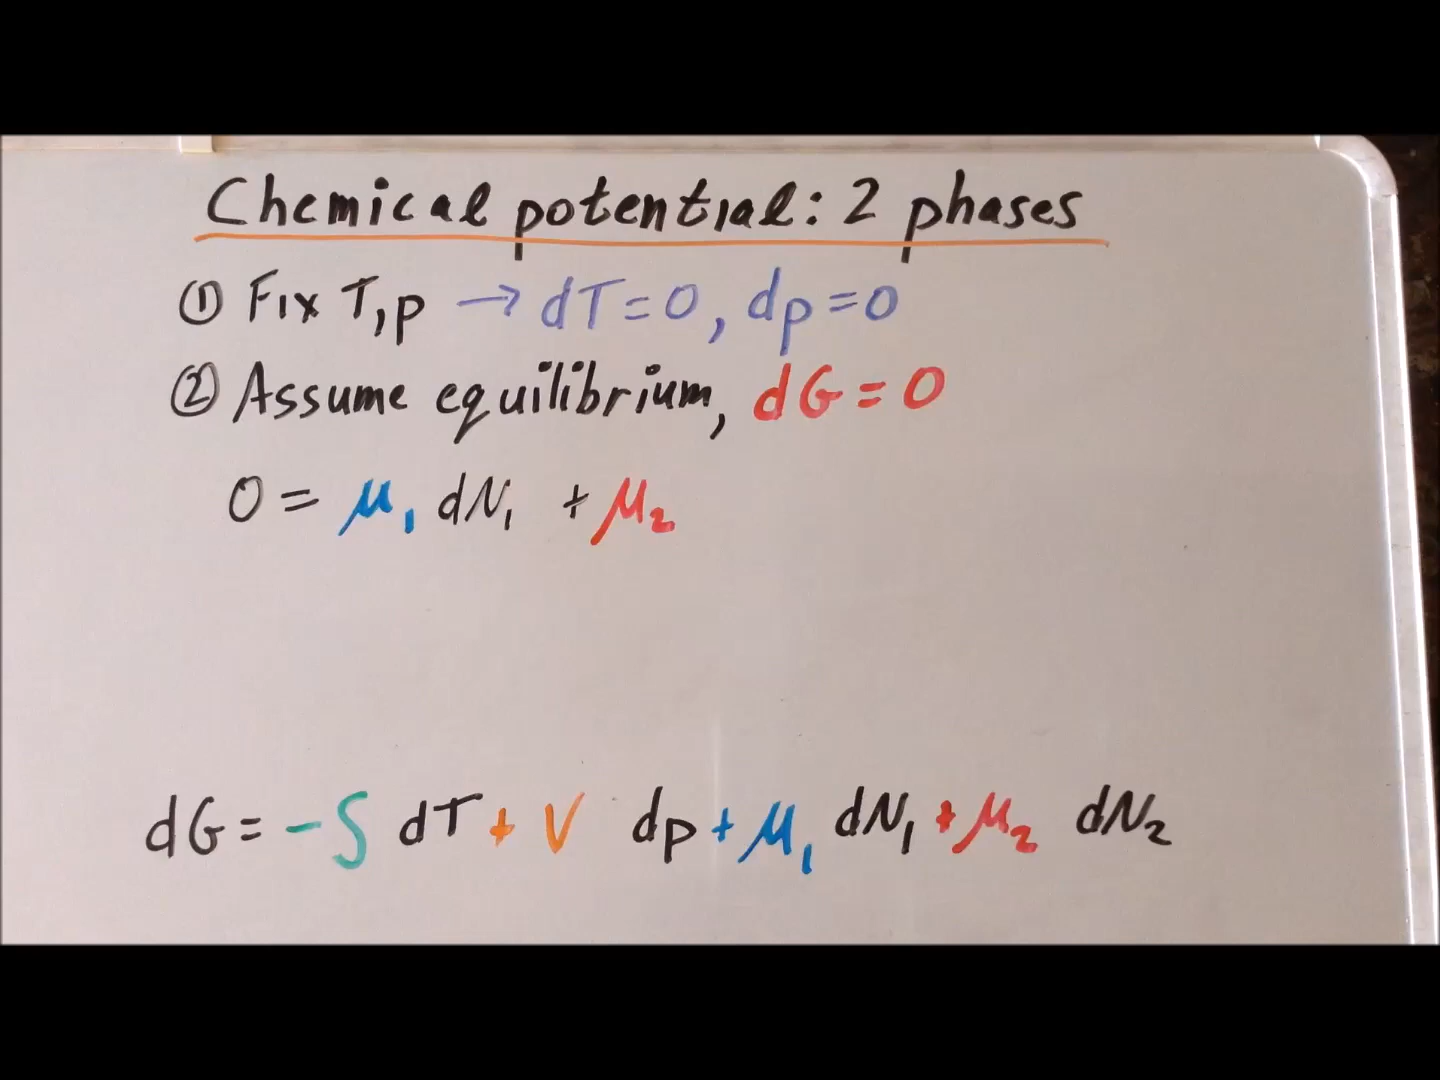 Chemical potential: 2 phases
① Fix T,p → dT=0, dp=0
② Assume equilibrium, dG=0
0 = μ₁ dN₁ + μ₂
dG= -S dT + V dp + μ₁ dN₁ + μ₂ dN₂